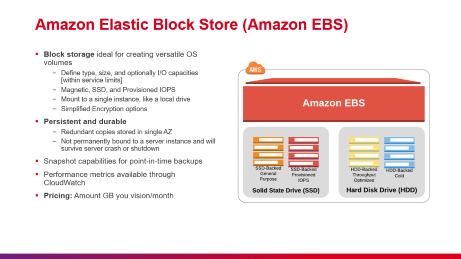 Amazon Elastic Block Store (Amazon EBS)
Block storage ideal for creating versatile OS
volumes
Define type, size, and optionally I/O capacities
[within service limits]
Magnetic, SSD, and Provisioned IOPS
Mount to a single instance, like a local drive
Simplified Encryption options
Persistent and durable
Redundant copies stored in single AZ
Not permanently bound to a server instance and will
survive server crash or shutdown
Snapshot capabilities for point-in-time backups
Performance metrics available through
CloudWatch
Pricing: Amount GB you vision/month
AWS
Amazon EBS
SSD-Backed
General
Purpose
SSD-Backed
Provisioned
IOPS
Solid State Drive (SSD)
HDD-Backed
Throughput
Optimized
HDD-Backed
Cold
Hard Disk Drive (HDD)